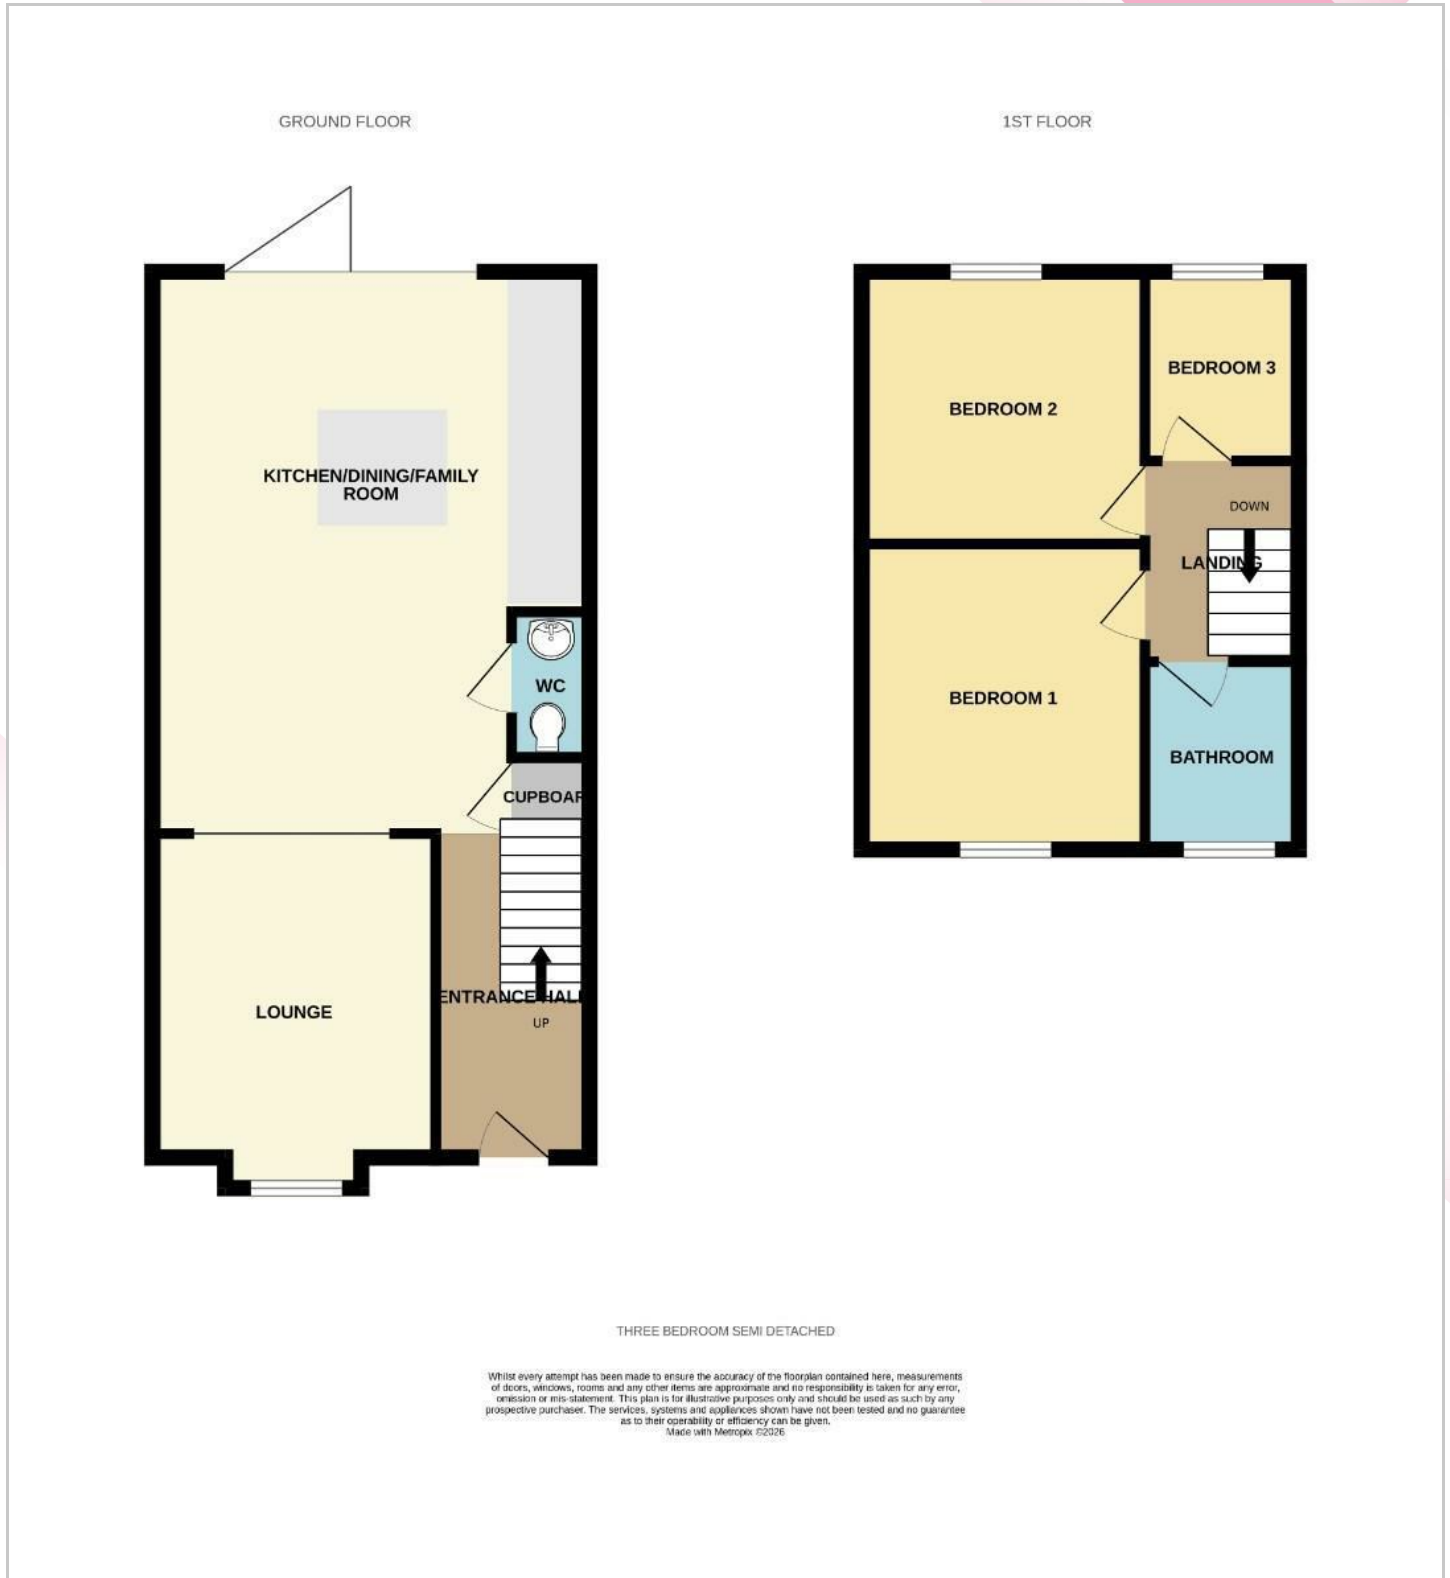 GROUND FLOOR
1ST FLOOR
KITCHEN/DINING/FAMILY
ROOM
WC
CUPBOAR
LOUNGE
ENTRANCE HALL
UP
BEDROOM 2
BEDROOM 3
DOWN
LANDING
BEDROOM 1
BATHROOM
THREE BEDROOM SEMI DETACHED
Whilst every attempt has been made to ensure the accuracy of the floorplan contained here, measurements
of doors, windows, rooms and any other items are approximate and no responsibility is taken for any error,
omission or mis-statement. This plan is for illustrative purposes only and should be used as such by any
prospective purchaser. The services, systems and appliances shown have not been tested and no guarantee
as to their operability or efficiency can be given.
Made with Metropix ©2026